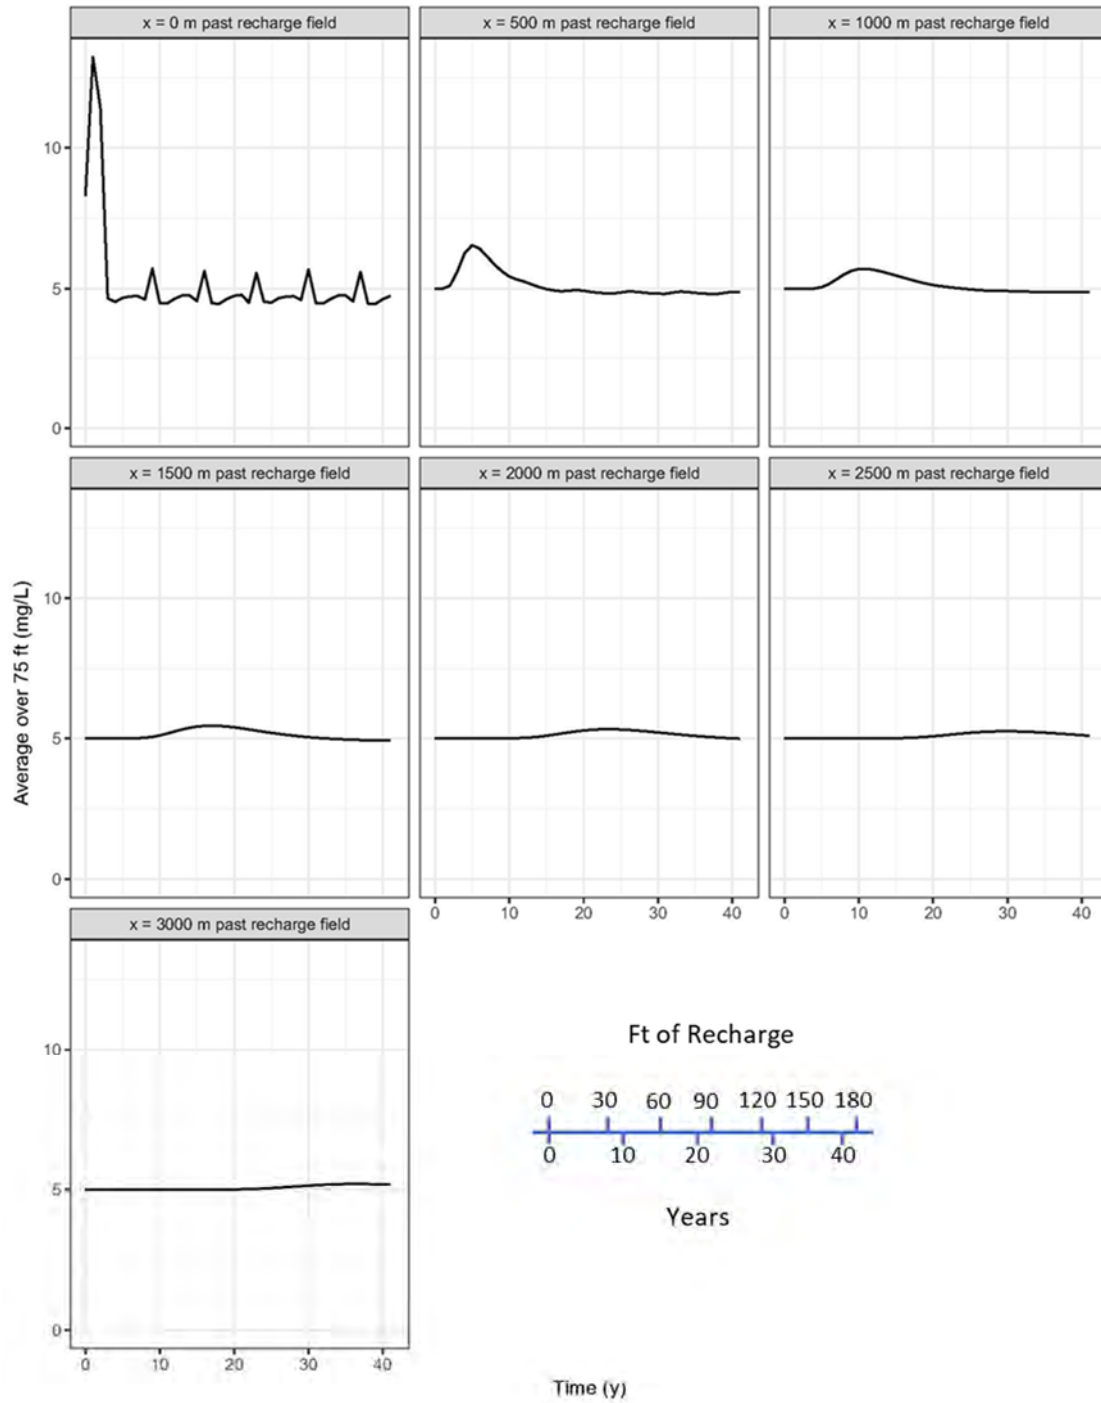 x = 0 m past recharge field
x = 500 m past recharge field
x = 1000 m past recharge field
10
5
0
x = 1500 m past recharge field
x = 2000 m past recharge field
x = 2500 m past recharge field
Average over 75 ft (mg/L)
10
5
0
0 10 20 30 40
0 10 20 30 40
x = 3000 m past recharge field
10
5
0
0 10 20 30 40
Ft of Recharge
0 30 60 90 120 150 180
0 10 20 30 40
Years
Time (y)